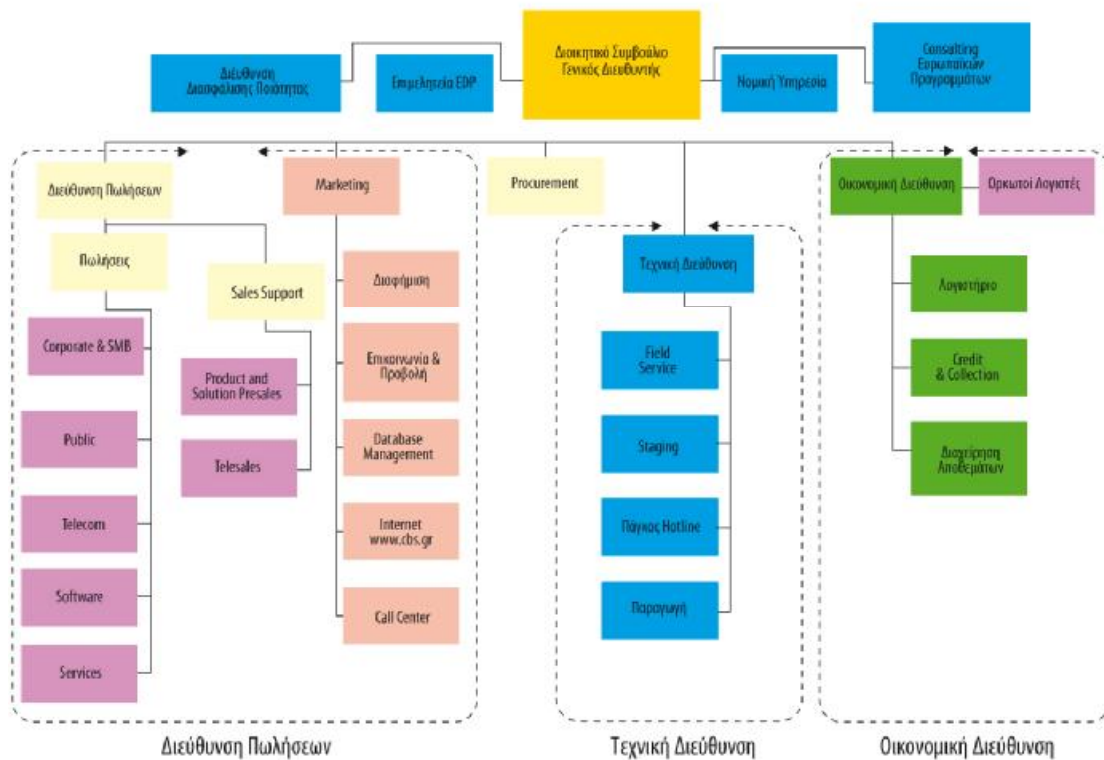 Διοικητικό Συμβούλιο
Γενικός Διευθυντής
Διεύθυνση
Διασφάλισης Ποιότητας
Επιμελητεία EDP
Νομική Υπηρεσία
Consulting
Ευρωπαϊκών
Προγραμμάτων
Διεύθυνση Πωλήσεων
Marketing
Procurement
Οικονομική Διεύθυνση
Ορκωτοί Λογιστές
Πωλήσεις
Sales Support
Τεχνική Διεύθυνση
Corporate & SMB
Public
Telecom
Software
Services
Product and
Solution Presales
Telesales
Διαφήμιση
Επικοινωνία &
Προβολή
Database
Management
Internet
www.cbs.gr
Call Center
Field
Service
Staging
Πάγκος Hotline
Παραγωγή
Λογιστήριο
Credit
& Collection
Διαχείρηση
Αποθεμάτων
Διεύθυνση Πωλήσεων
Τεχνική Διεύθυνση
Οικονομική Διεύθυνση